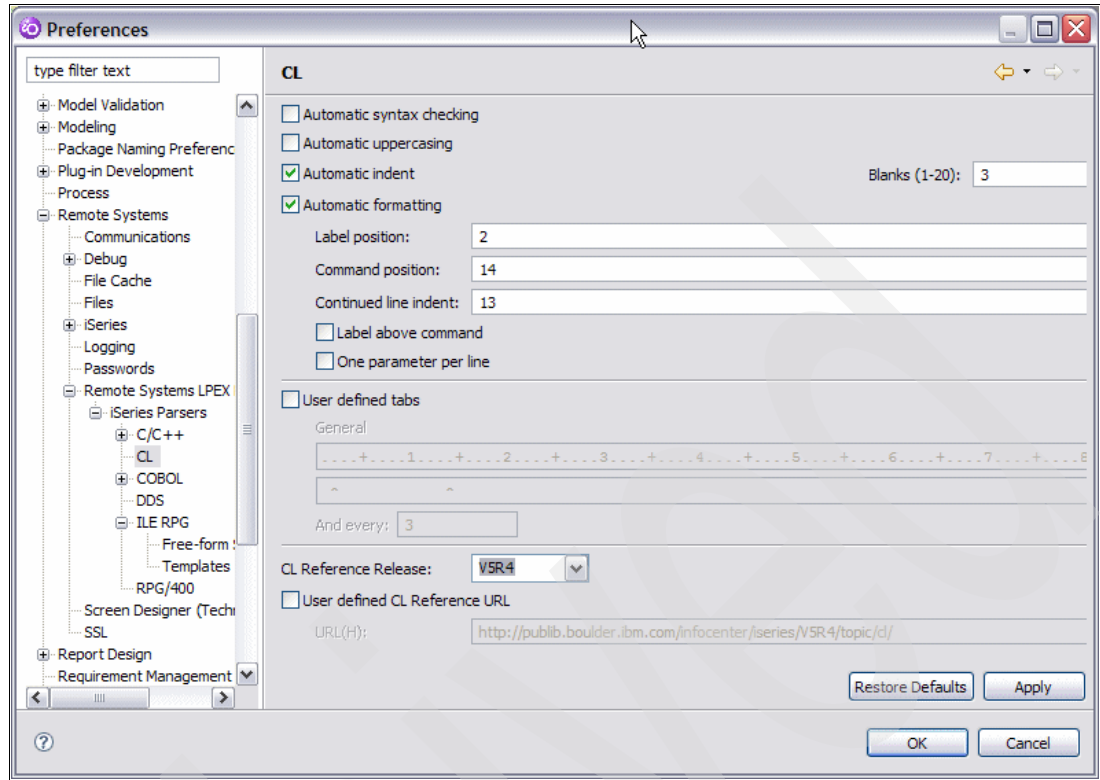 Preferences
type filter text
Model Validation
Modeling
Package Naming Preferenc
Plug-in Development
Process
Remote Systems
Communications
Debug
File Cache
Files
iSeries
Logging
Passwords
Remote Systems LPEX
iSeries Parsers
C/C++
CL
COBOL
DDS
ILE RPG
Free-form
Templates
RPG/400
Screen Designer (Techn
SSL
Report Design
Requirement Management
CL
Automatic syntax checking
Automatic uppercasing
Automatic indent Blanks (1-20): 3
Automatic formatting
Label position: 2
Command position: 14
Continued line indent: 13
Label above command
One parameter per line
User defined tabs
General
....+....1....+....2....+....3....+....4....+....5....+....6....+....7....+....8
And every: 3
CL Reference Release: V5R4
User defined CL Reference URL
URL(H): http://publib.boulder.ibm.com/infocenter/iseries/V5R4/topic/cl/
Restore Defaults Apply
OK Cancel